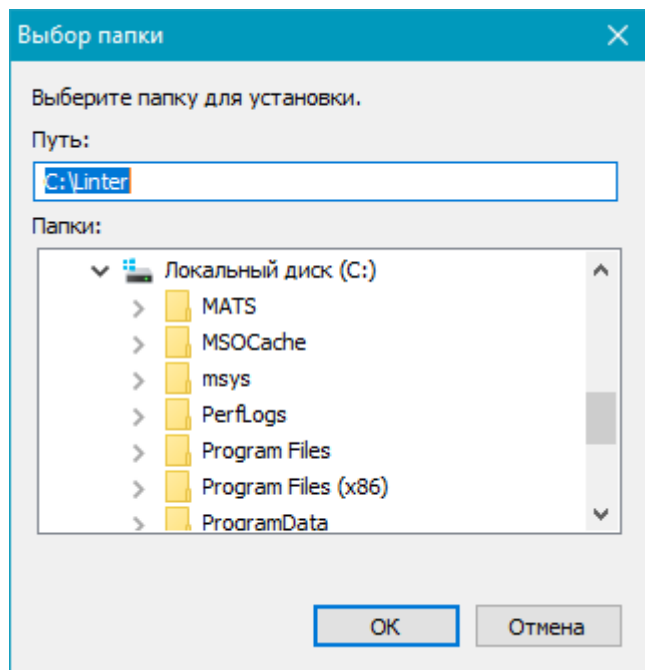 Выбор папки
Выберите папку для установки.
Путь:
C:\Linter
Папки:
Локальный диск (C:)
MATS
MSOCache
msys
PerfLogs
Program Files
Program Files (x86)
ProgramData
OK
Отмена